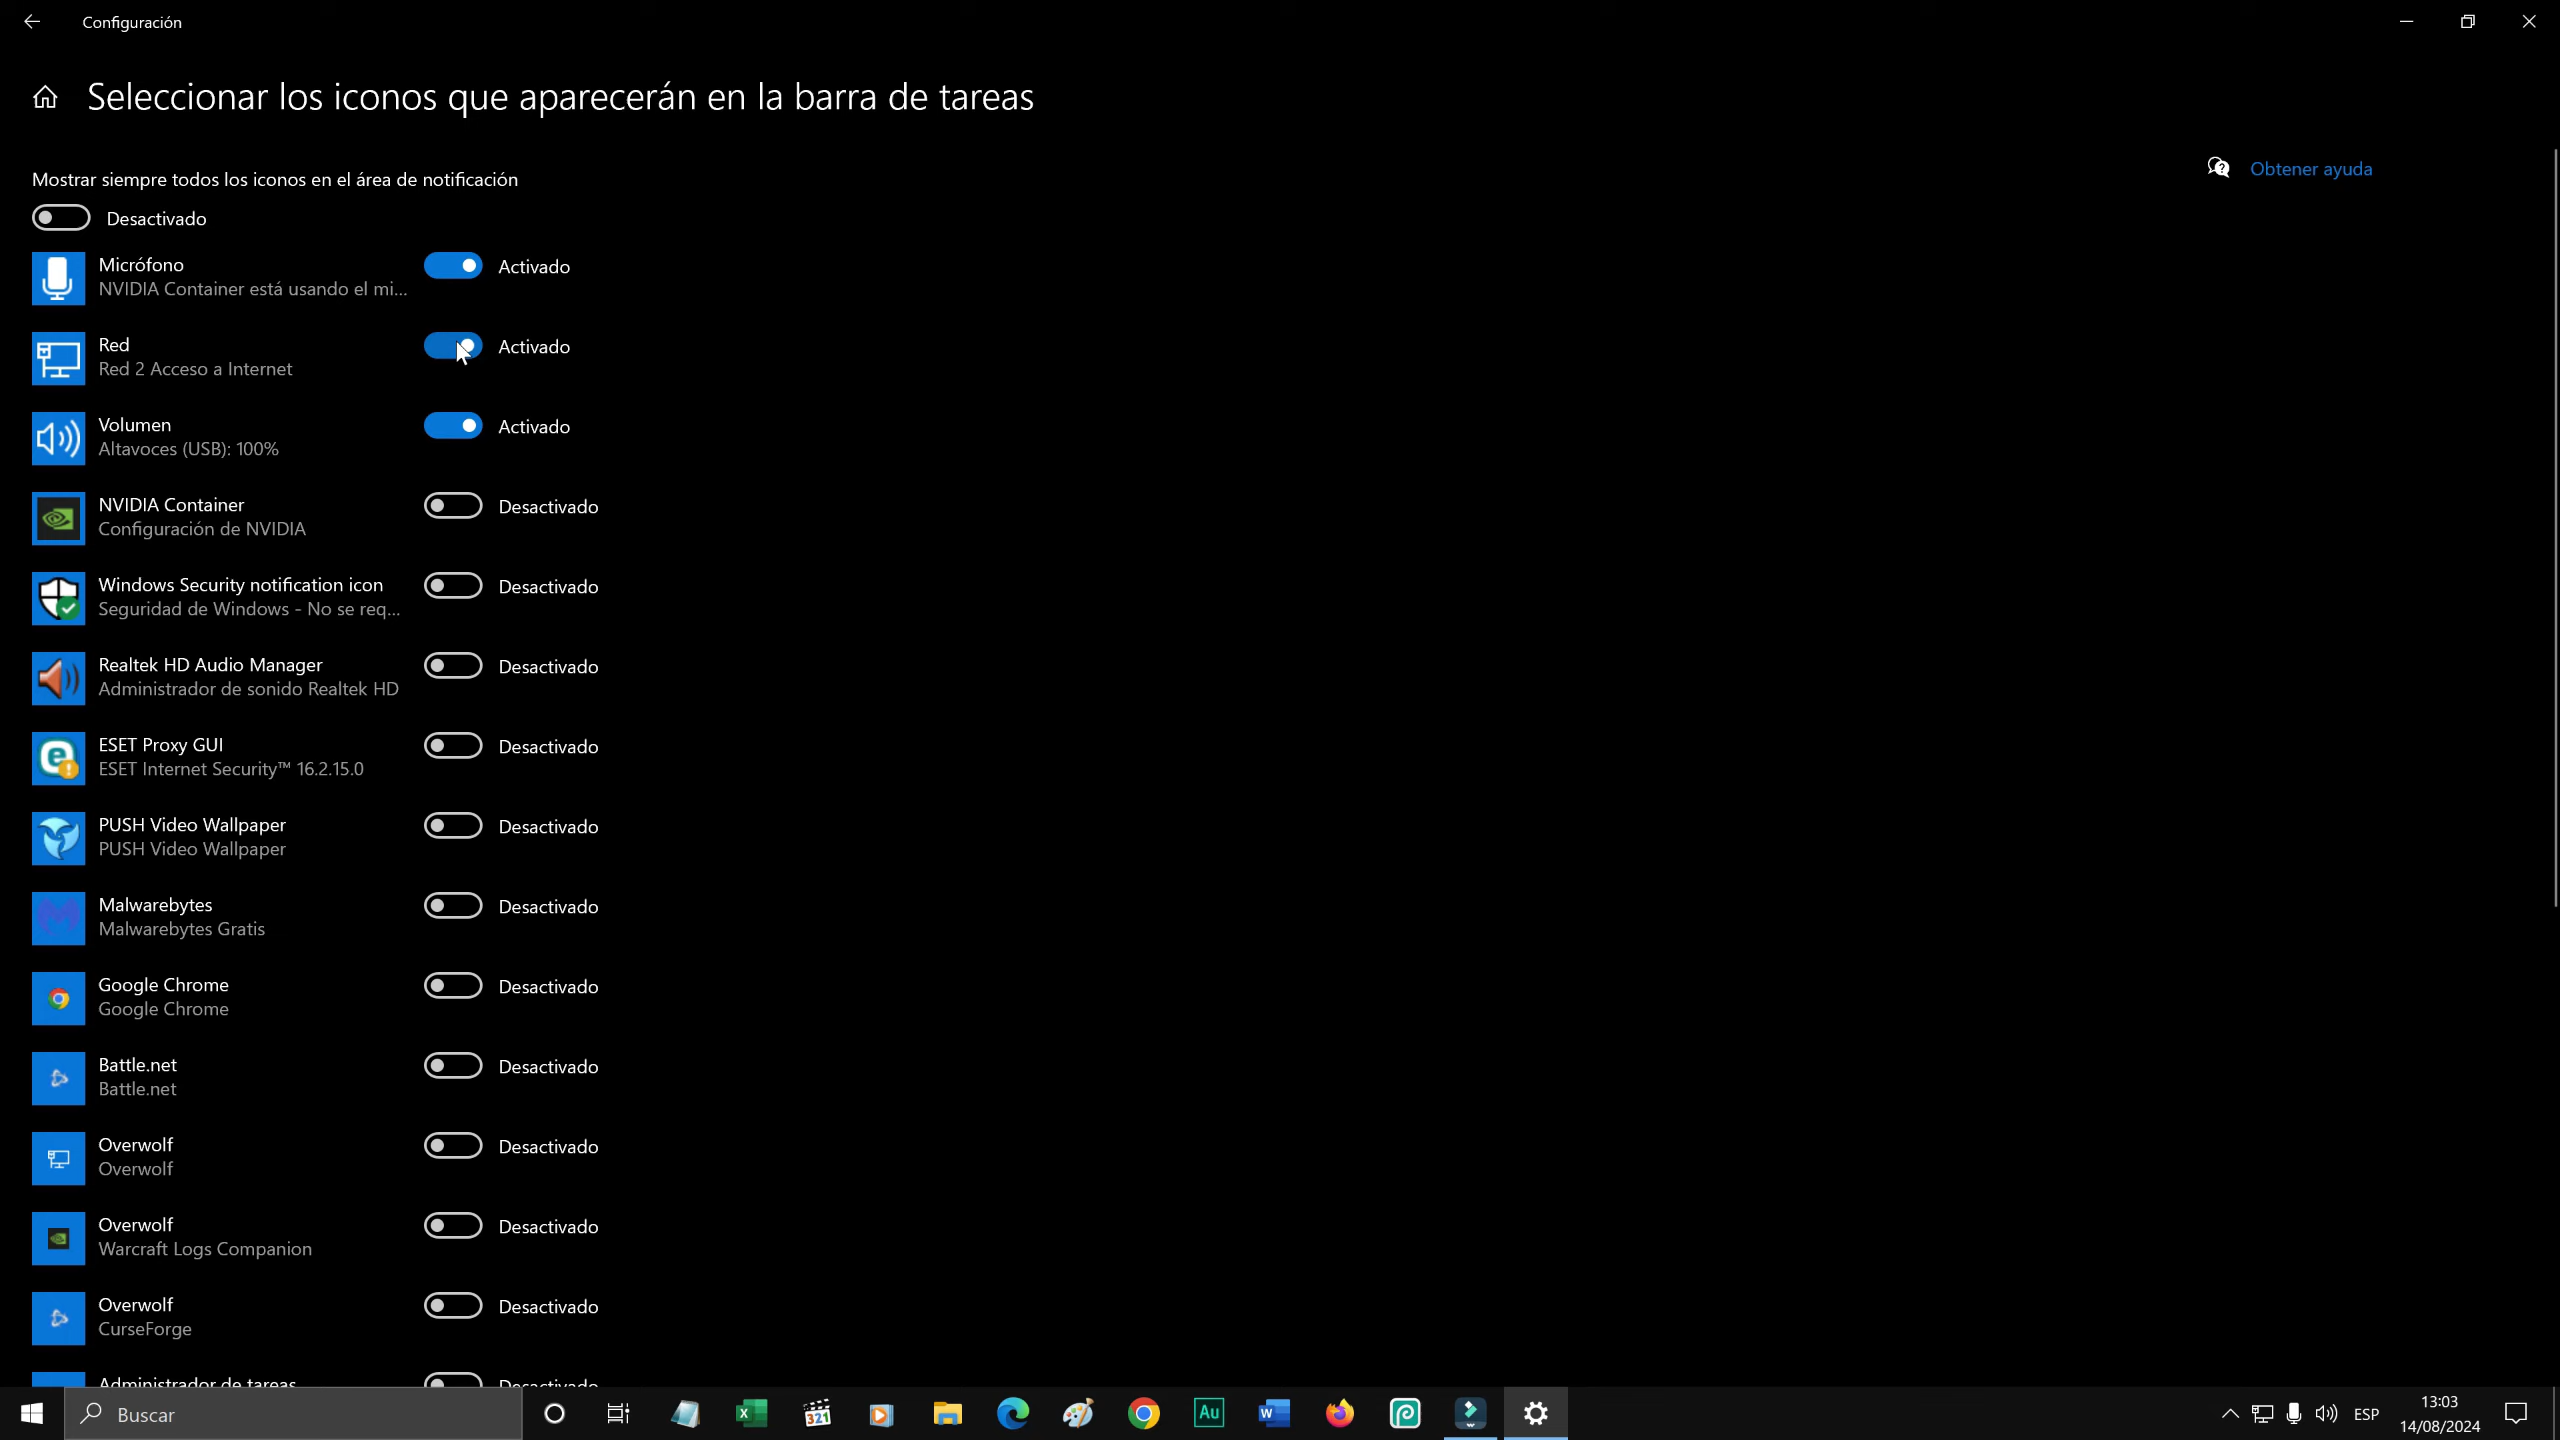 Configuración
Seleccionar los iconos que aparecerán en la barra de tareas
Obtener ayuda
Mostrar siempre todos los iconos en el área de notificación
Desactivado
Micrófono
NVIDIA Container está usando el mi...
Activado
Red
Red 2 Acceso a Internet
Activado
Volumen
Altavoces (USB): 100%
Activado
NVIDIA Container
Configuración de NVIDIA
Desactivado
Windows Security notification icon
Seguridad de Windows - No se req...
Desactivado
Realtek HD Audio Manager
Administrador de sonido Realtek HD
Desactivado
ESET Proxy GUI
ESET Internet Security™ 16.2.15.0
Desactivado
PUSH Video Wallpaper
PUSH Video Wallpaper
Desactivado
Malwarebytes
Malwarebytes Gratis
Desactivado
Google Chrome
Google Chrome
Desactivado
Battle.net
Battle.net
Desactivado
Overwolf
Overwolf
Desactivado
Overwolf
Warcraft Logs Companion
Desactivado
Overwolf
CurseForge
Desactivado
Administrador de tareas
Desactivado
Buscar
321
Au
ESP
13:03
14/08/2024